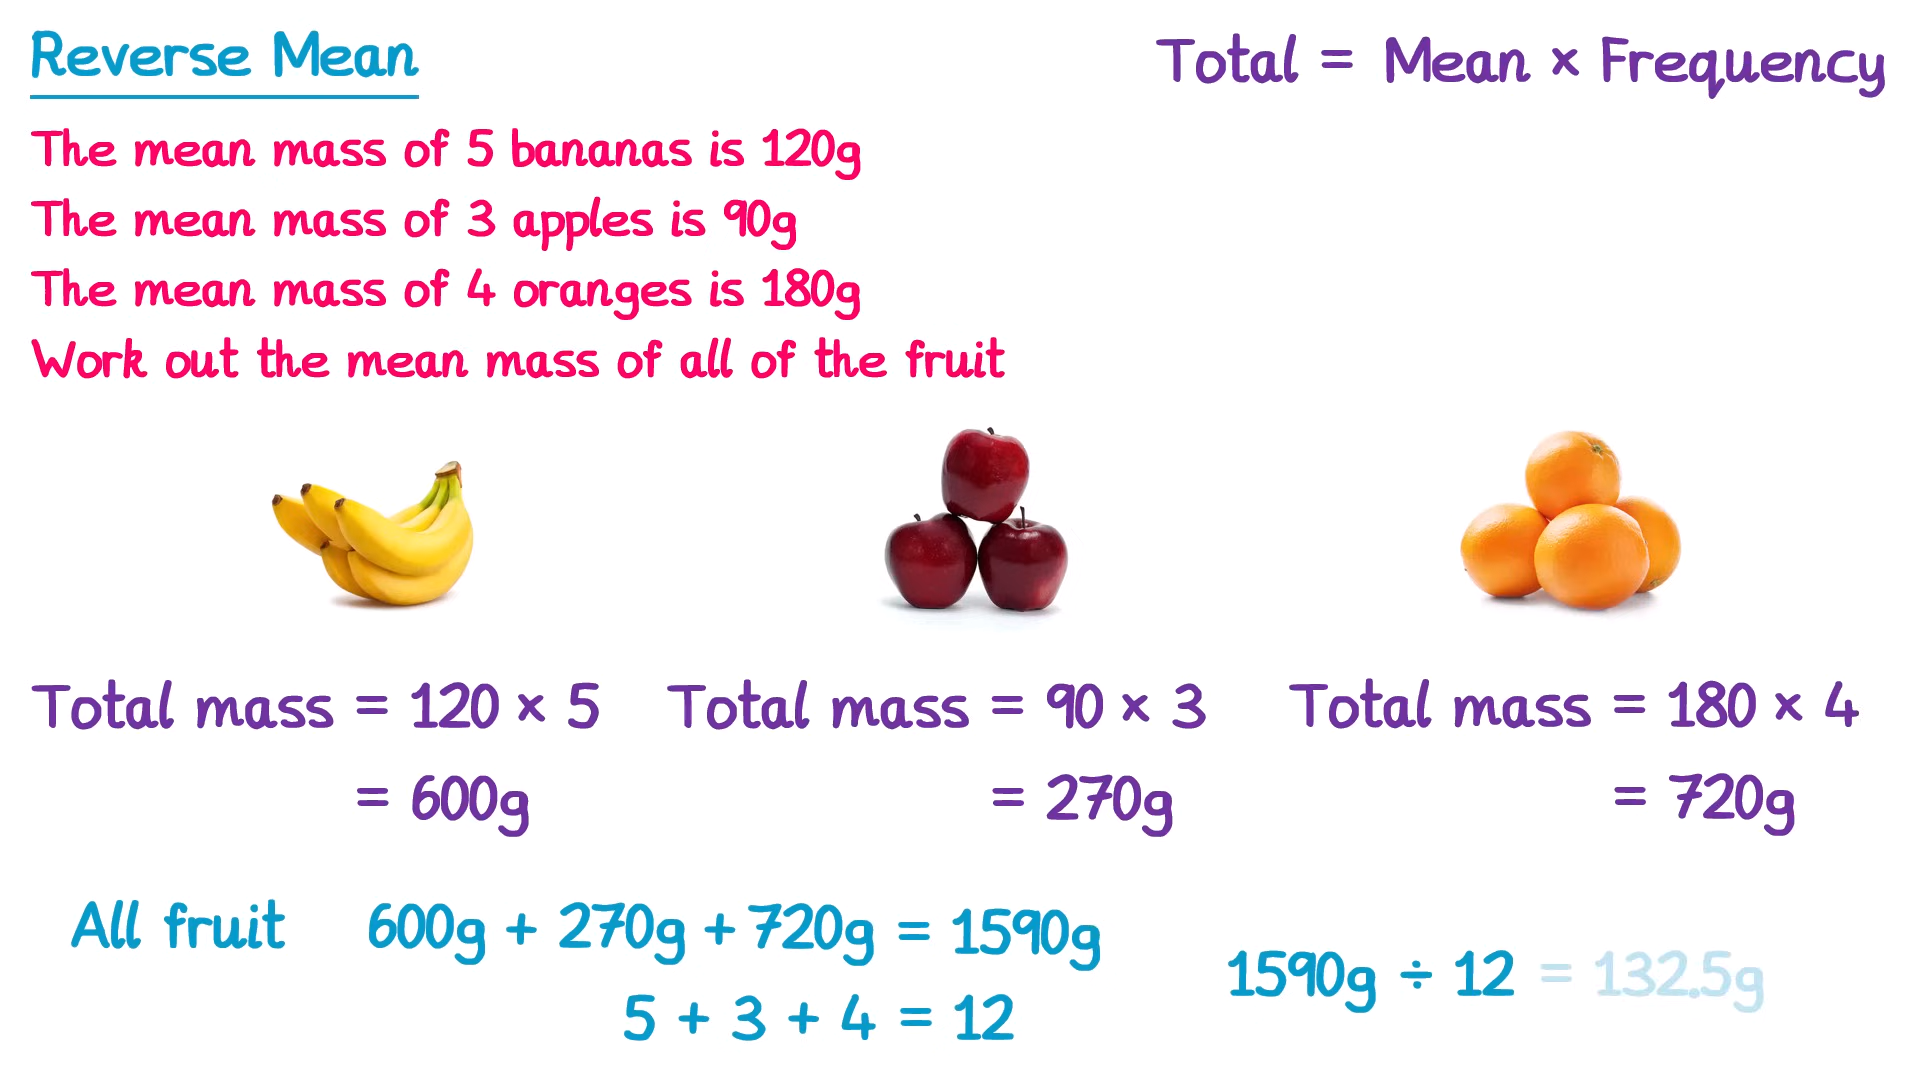 Reverse Mean
Total = Mean × Frequency
The mean mass of 5 bananas is 120g
The mean mass of 3 apples is 90g
The mean mass of 4 oranges is 180g
Work out the mean mass of all of the fruit
Total mass = 120 × 5
= 600g
Total mass = 90 × 3
= 270g
Total mass = 180 × 4
= 720g
All fruit 600g + 270g + 720g = 1590g
5 + 3 + 4 = 12
1590g ÷ 12 = 132.5g